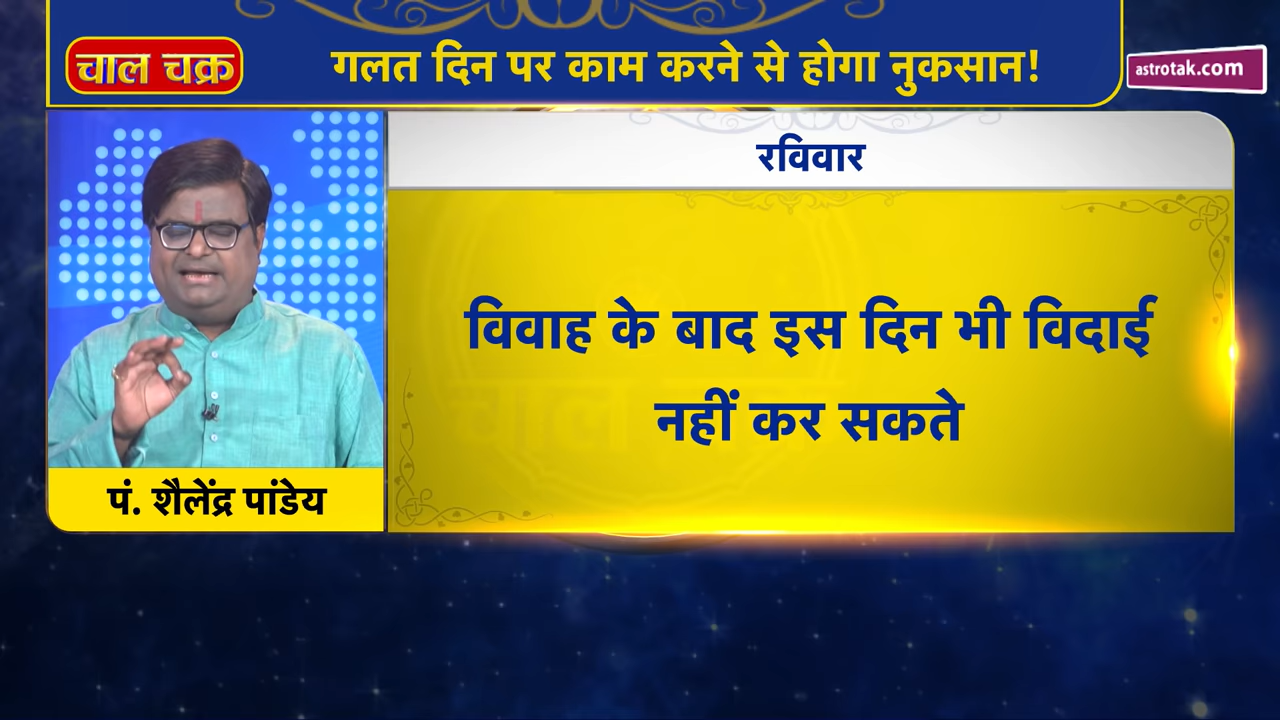 चाल चक्र
गलत दिन पर काम करने से होगा नुकसान!
astrotak.com
रविवार
विवाह के बाद इस दिन भी विदाई
नहीं कर सकते
पं. शैलेंद्र पांडेय